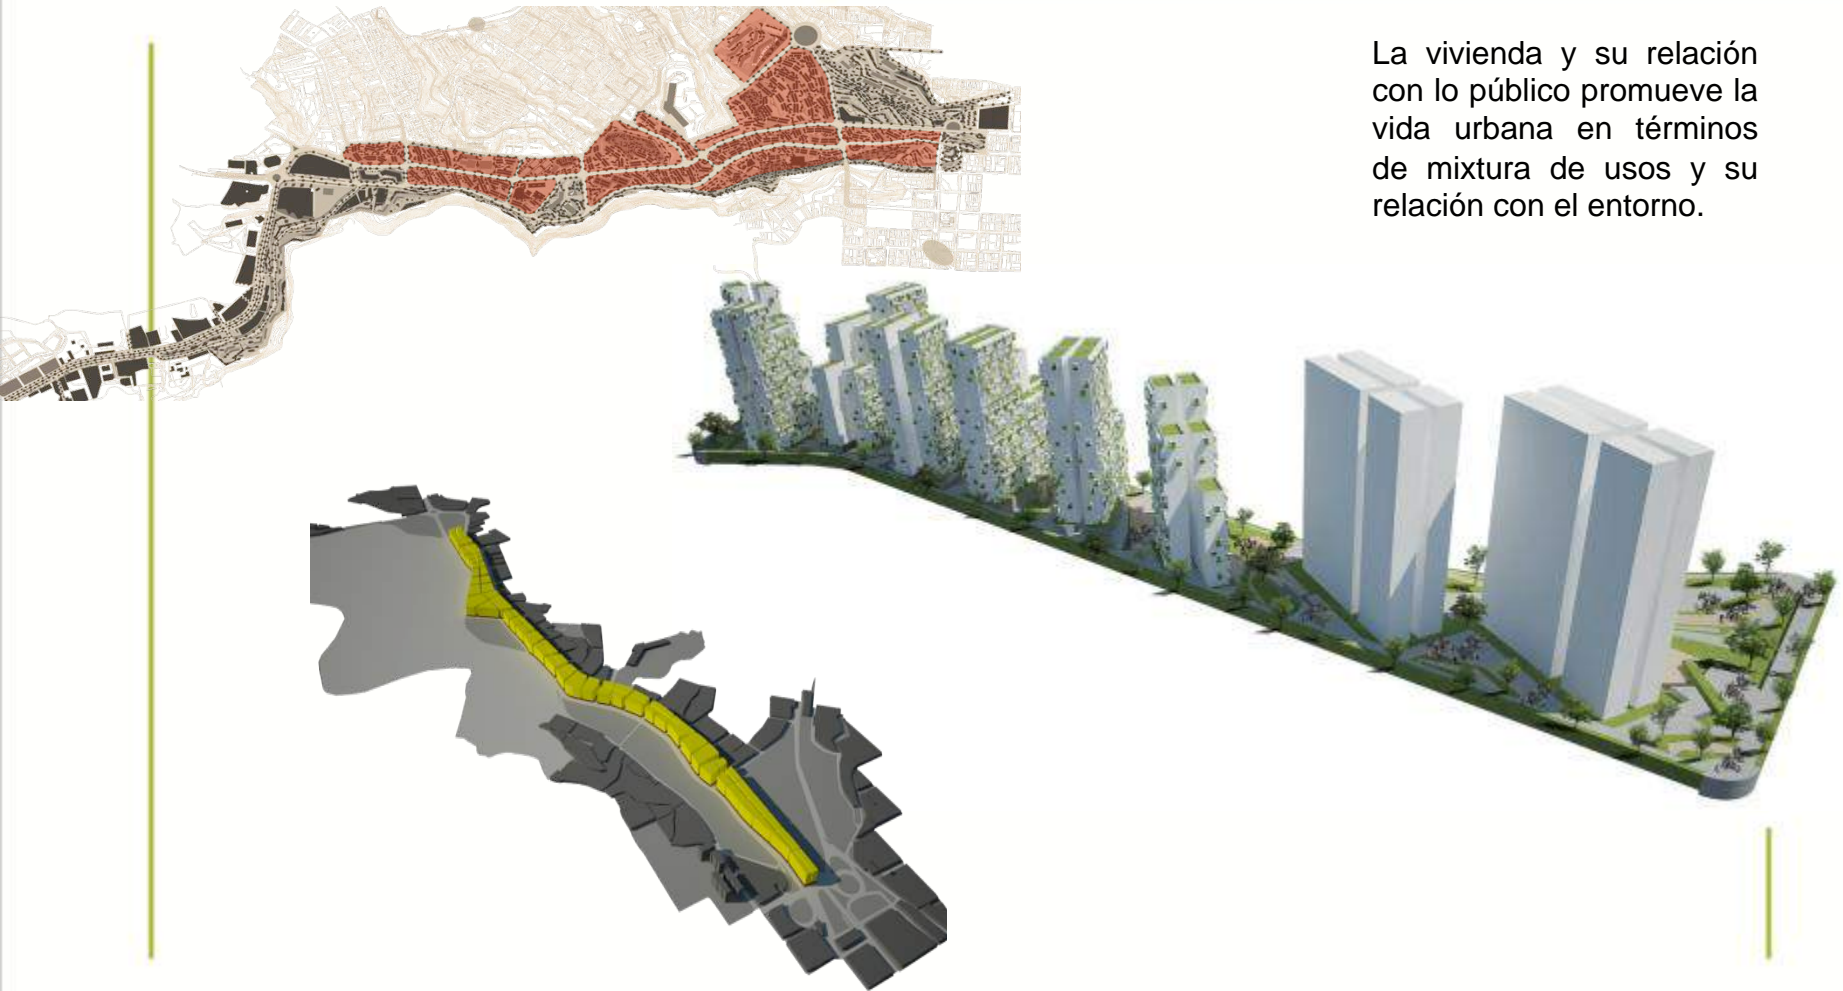 La vivienda y su relación
con lo público promueve la
vida urbana en términos
de mixtura de usos y su
relación con el entorno.